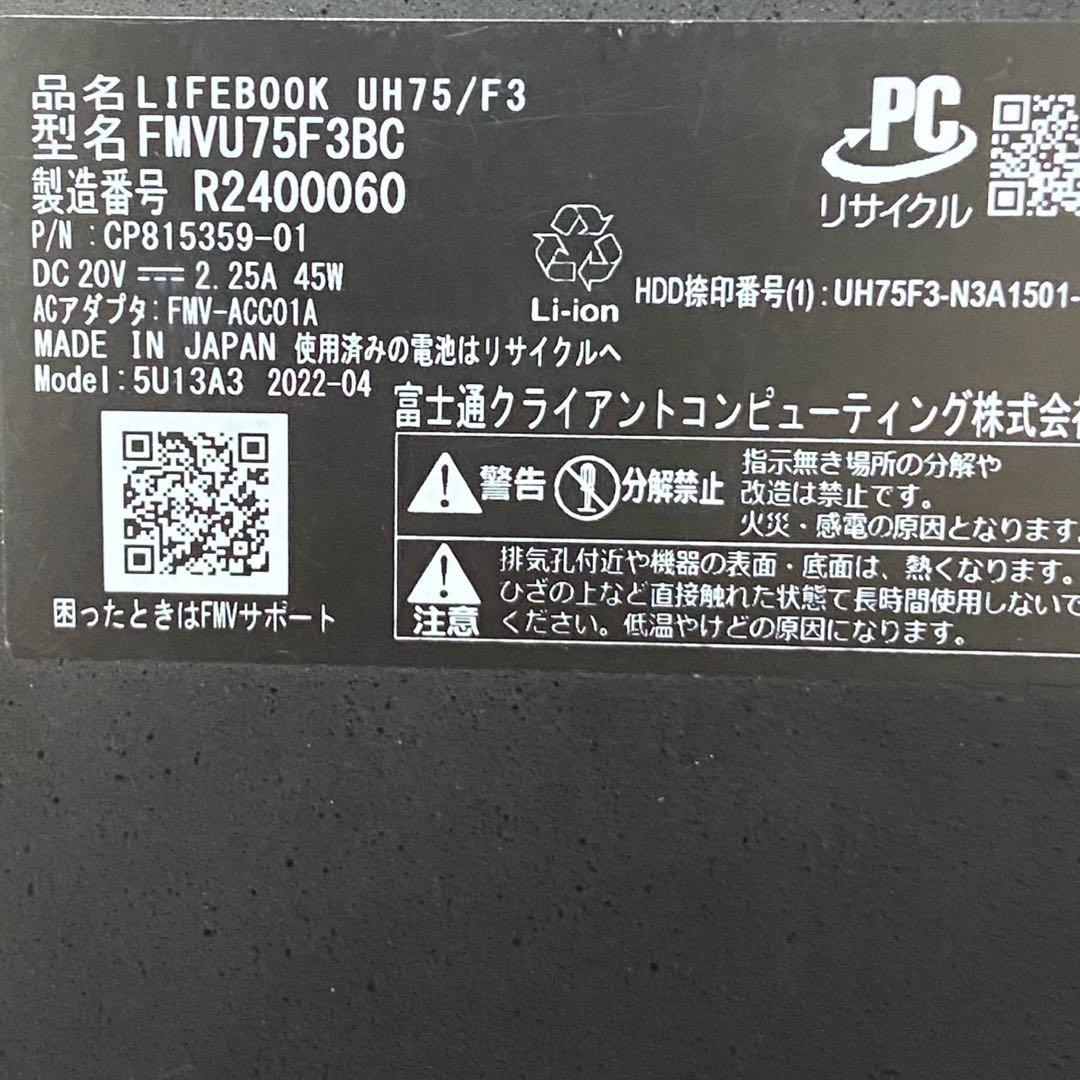 品名 LIFEBOOK UH75/F3
型名 FMVU75F3BC
製造番号 R2400060
P/N : CP815359-01
DC 20V ⎓ 2.25A 45W
ACアダプタ: FMV-ACC01A
MADE IN JAPAN 使用済みの電池はリサイクルへ
Model: 5U13A3 2022-04
PC
リサイクル
Li-ion
HDD捺印番号(1) : UH75F3-N3A1501-
富士通クライアントコンピューティング株式会社
困ったときはFMVサポート
警告 分解禁止
指示無き場所の分解や
改造は禁止です。
火災・感電の原因となります。
注意
排気孔付近や機器の表面・底面は、熱くなります。
ひざの上など直接触れた状態で長時間使用しないで
ください。低温やけどの原因になります。